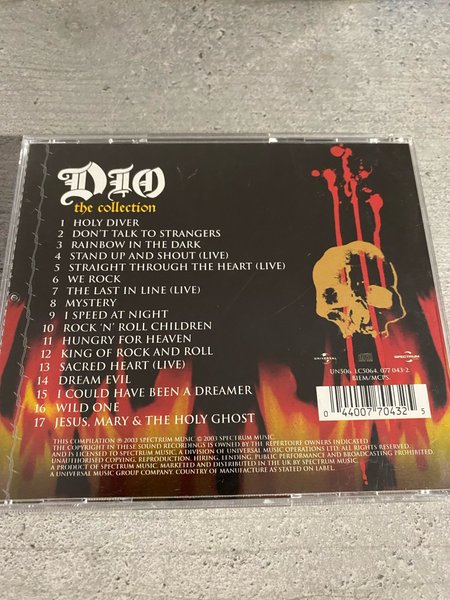 DIO
the collection
1 HOLY DIVER
2 DON'T TALK TO STRANGERS
3 RAINBOW IN THE DARK
4 STAND UP AND SHOUT (LIVE)
5 STRAIGHT THROUGH THE HEART (LIVE)
6 WE ROCK
7 THE LAST IN LINE (LIVE)
8 MYSTERY
9 I SPEED AT NIGHT
10 ROCK 'N' ROLL CHILDREN
11 HUNGRY FOR HEAVEN
12 KING OF ROCK AND ROLL
13 SACRED HEART (LIVE)
14 DREAM EVIL
15 I COULD HAVE BEEN A DREAMER
16 WILD ONE
17 JESUS, MARY & THE HOLY GHOST
UNIVERSAL
SPECTRUM
LC5064. 077 043-2.
BIEM/MCPS.
0 44007 70432 5
THIS COMPILATION ℗ 2003 SPECTRUM MUSIC © 2003 SPECTRUM MUSIC.
THE COPYRIGHT IN THESE SOUND RECORDINGS IS OWNED BY THE REPERTOIRE OWNERS INDICATED
AND IS LICENSED TO SPECTRUM MUSIC, A DIVISION OF UNIVERSAL MUSIC OPERATIONS LTD. ALL RIGHTS RESERVED.
UNAUTHORISED COPYING, REPRODUCTION, HIRING, LENDING, PUBLIC PERFORMANCE AND BROADCASTING PROHIBITED.
A PRODUCT OF SPECTRUM MUSIC. MARKETED AND DISTRIBUTED IN THE UK BY SPECTRUM MUSIC.
A UNIVERSAL MUSIC GROUP COMPANY. COUNTRY OF MANUFACTURE AS STATED ON LABEL.